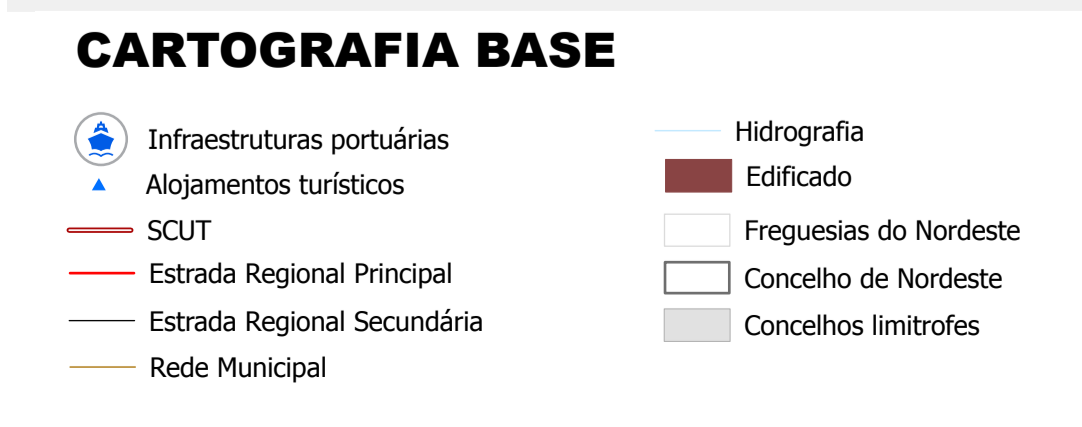 CARTOGRAFIA BASE
Infraestruturas portuárias
Alojamentos turísticos
SCUT
Estrada Regional Principal
Estrada Regional Secundária
Rede Municipal
Hidrografia
Edificado
Freguesias do Nordeste
Concelho de Nordeste
Concelhos limitrofes